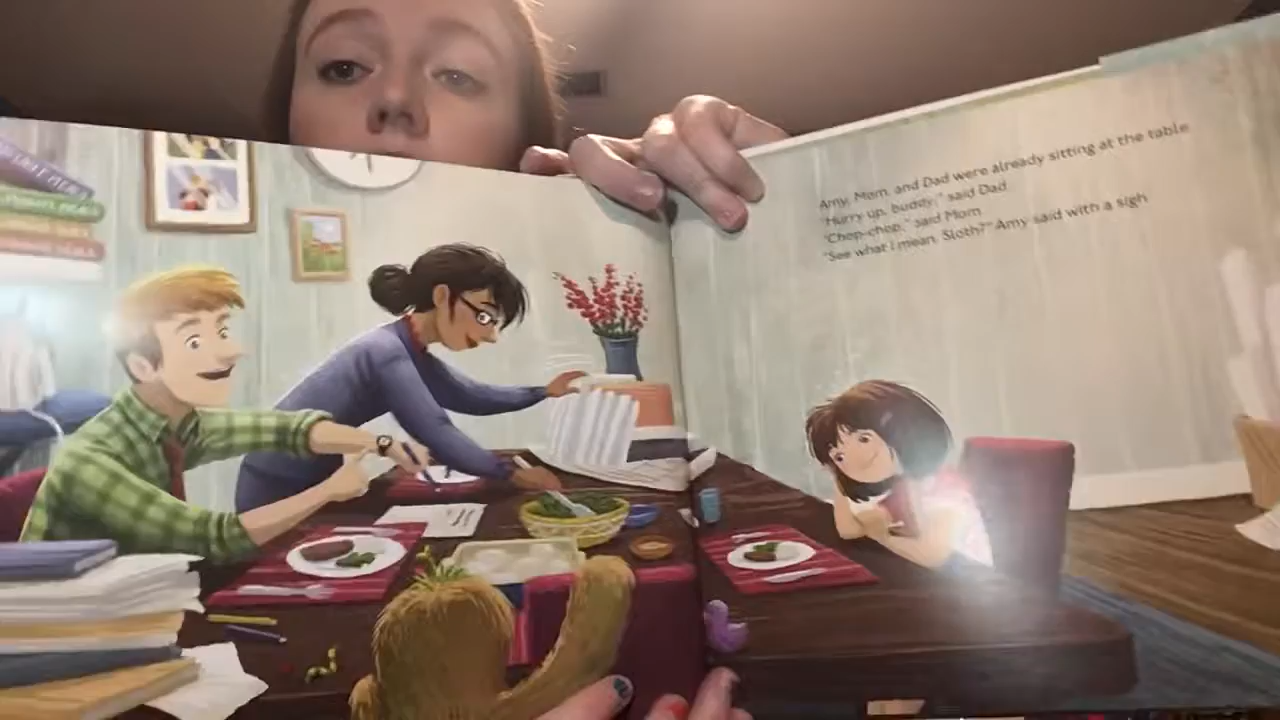 Amy, Mom, and Dad were already sitting at the table
"Hurry up, buddy," said Dad
"Chop-chop," said Mom
"See what I mean, Sloth?" Amy said with a sigh